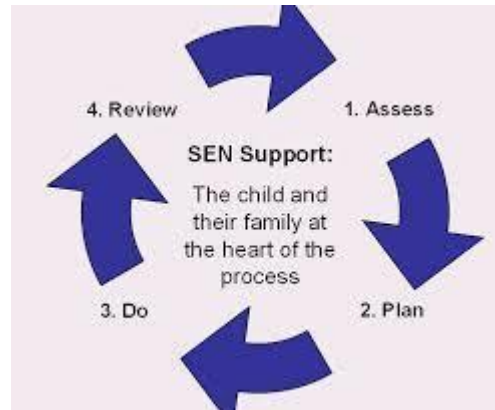 4. Review
1. Assess
SEN Support:
The child and
their family at
the heart of the
process
3. Do
2. Plan